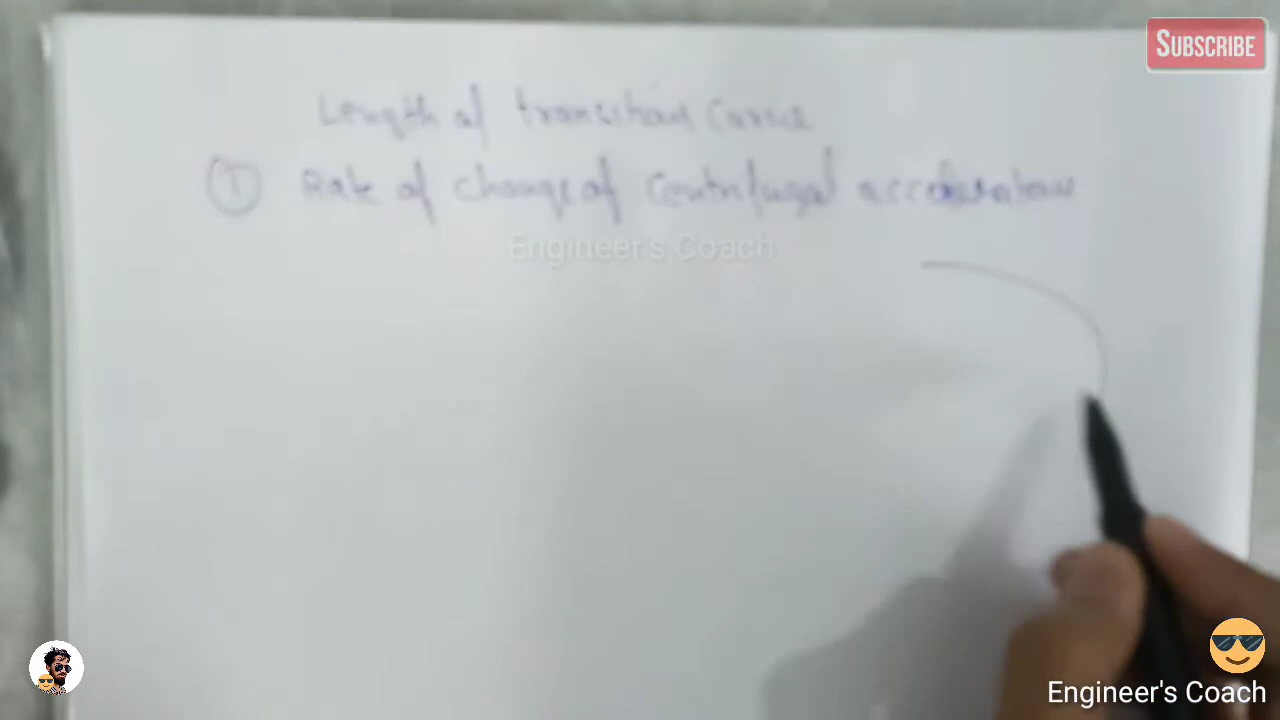 SUBSCRIBE
Length of transition Curve
① Rate of Change of Centrifugal acceleration
Engineer's Coach
Engineer's Coach